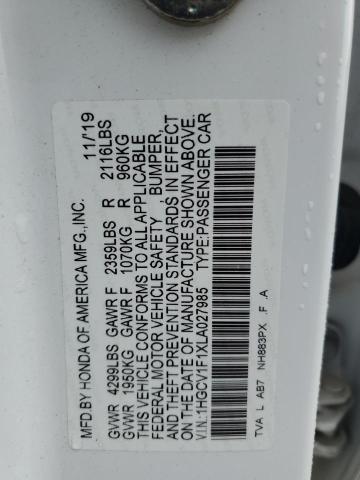 MFD.BY HONDA OF AMERICA MFG.,INC. 11/19
GVWR 4299LBS GAWR F 2359LBS R 2116LBS
GVWR 1950KG GAWR F 1070KG R 960KG
THIS VEHICLE CONFORMS TO ALL APPLICABLE
FEDERAL MOTOR VEHICLE SAFETY , BUMPER,
AND THEFT PREVENTION STANDARDS IN EFFECT
ON THE DATE OF MANUFACTURE SHOWN ABOVE.
V.I.N.:1HGCV1F1XLA027985 TYPE:PASSENGER CAR
TVA L AB7 NH883PX .F .A